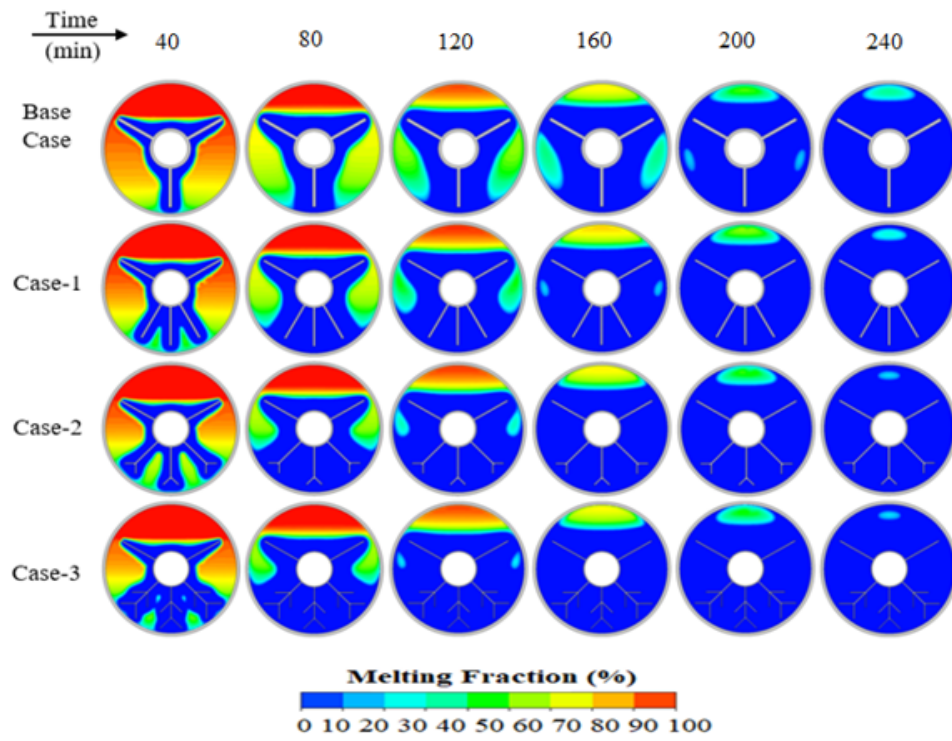 Time
(min)
40 80 120 160 200 240
Base
Case
Case-1
Case-2
Case-3
Melting Fraction (%)
0 10 20 30 40 50 60 70 80 90 100